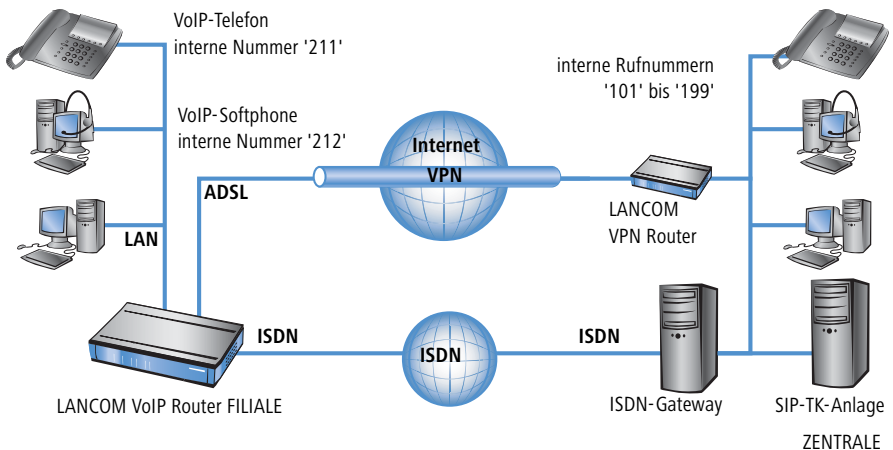 VoIP-Telefon
interne Nummer '211'
VoIP-Softphone
interne Nummer '212'
interne Rufnummern
'101' bis '199'
Internet
VPN
ADSL
LAN
LANCOM
VPN Router
ISDN
ISDN
ISDN
LANCOM VoIP Router FILIALE
ISDN-Gateway
SIP-TK-Anlage
ZENTRALE